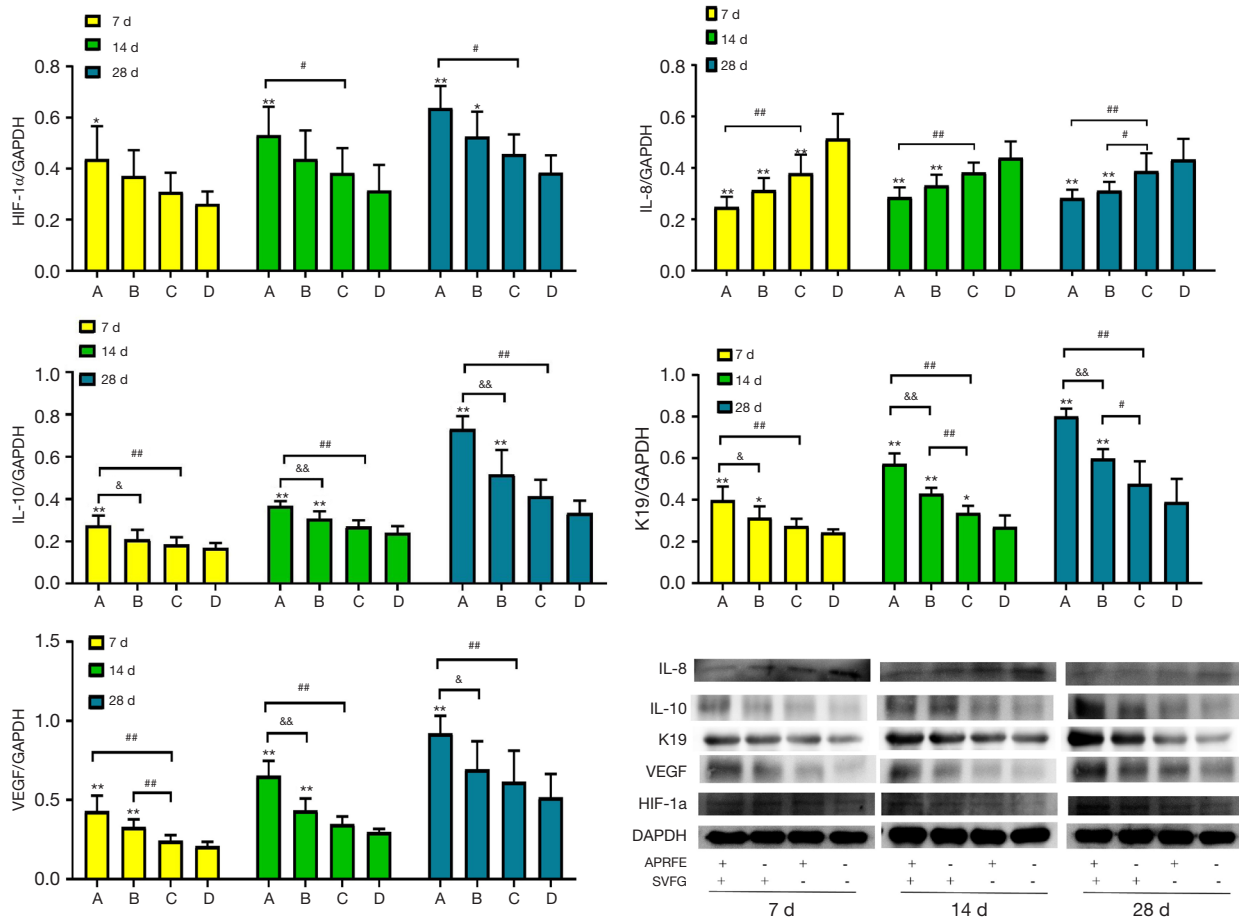 7 d
14 d
28 d
HIF-1α/GAPDH
0.8
0.6
0.4
0.2
0.0
*
**
#
**
*
#
A B C D A B C D A B C D
7 d
14 d
28 d
IL-8/GAPDH
0.8
0.6
0.4
0.2
0.0
##
** ** **
##
** **
##
#
** **
A B C D A B C D A B C D
7 d
14 d
28 d
IL-10/GAPDH
1.0
0.8
0.6
0.4
0.2
0.0
##
&
**
##
&&
** **
##
&&
** **
A B C D A B C D A B C D
7 d
14 d
28 d
K19/GAPDH
1.0
0.8
0.6
0.4
0.2
0.0
##
&
** *
##
&&
##
** ** *
##
&&
#
** **
A B C D A B C D A B C D
7 d
14 d
28 d
VEGF/GAPDH
1.5
1.0
0.5
0.0
##
##
** **
##
&&
** **
##
&
**
A B C D A B C D A B C D
IL-8
IL-10
K19
VEGF
HIF-1a
DAPDH
APRFE + - + - + - + - + - + -
SVFG + + - - + + - - + + - -
7 d 14 d 28 d